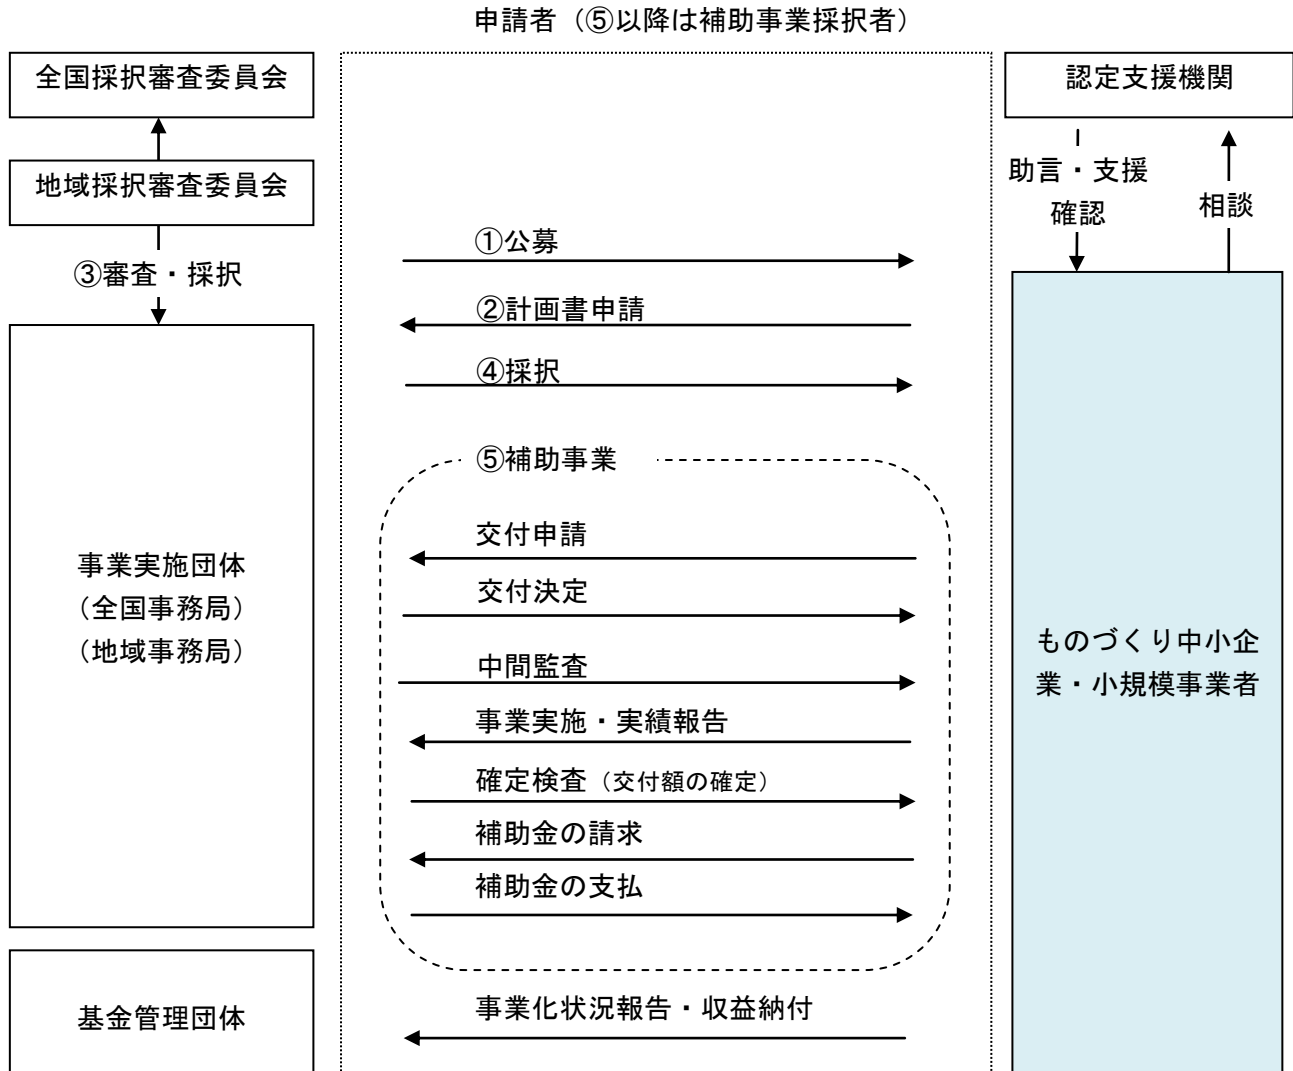 申請者（⑤以降は補助事業採択者）
全国採択審査委員会
地域採択審査委員会
③審査・採択
事業実施団体
（全国事務局）
（地域事務局）
基金管理団体
①公募
②計画書申請
④採択
⑤補助事業
交付申請
交付決定
中間監査
事業実施・実績報告
確定検査（交付額の確定）
補助金の請求
補助金の支払
事業化状況報告・収益納付
認定支援機関
助言・支援
確認
相談
ものづくり中小企
業・小規模事業者